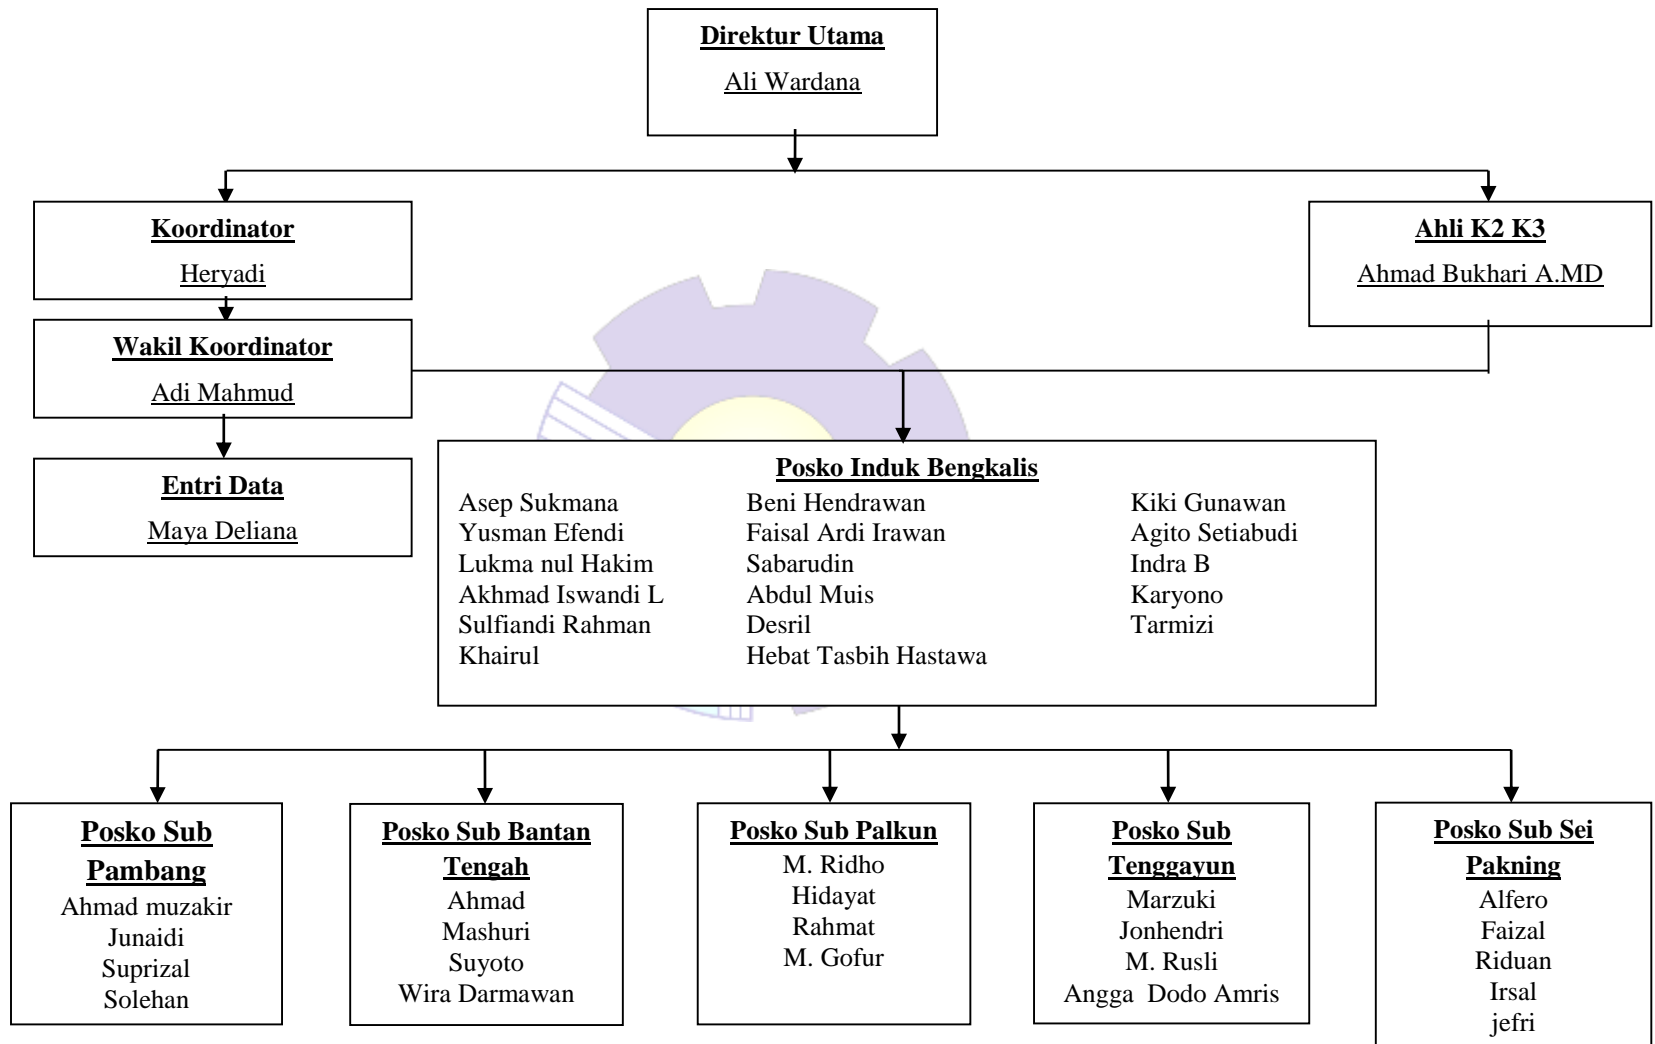 Direktur Utama
Ali Wardana
Koordinator
Heryadi
Ahli K2 K3
Ahmad Bukhari A.MD
Wakil Koordinator
Adi Mahmud
Entri Data
Maya Deliana
Posko Induk Bengkalis
Asep Sukmana
Yusman Efendi
Lukma nul Hakim
Akhmad Iswandi L
Sulfiandi Rahman
Khairul
Beni Hendrawan
Faisal Ardi Irawan
Sabarudin
Abdul Muis
Desril
Hebat Tasbih Hastawa
Kiki Gunawan
Agito Setiabudi
Indra B
Karyono
Tarmizi
Posko Sub
Pambang
Ahmad muzakir
Junaidi
Suprizal
Solehan
Posko Sub Bantan
Tengah
Ahmad
Mashuri
Suyoto
Wira Darmawan
Posko Sub Palkun
M. Ridho
Hidayat
Rahmat
M. Gofur
Posko Sub
Tenggayun
Marzuki
Jonhendri
M. Rusli
Angga  Dodo Amris
Posko Sub Sei
Pakning
Alfero
Faizal
Riduan
Irsal
jefri